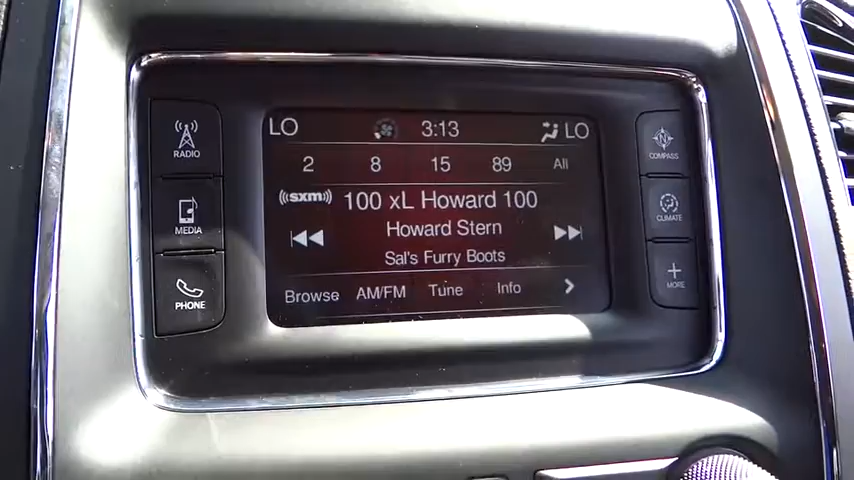 LO 3:13 LO
2 8 15 89 All
((sxm)) 100 xL Howard 100
Howard Stern
Sal's Furry Boots
Browse AM/FM Tune Info >
RADIO
MEDIA
PHONE
N
COMPASS
CLIMATE
+
MORE